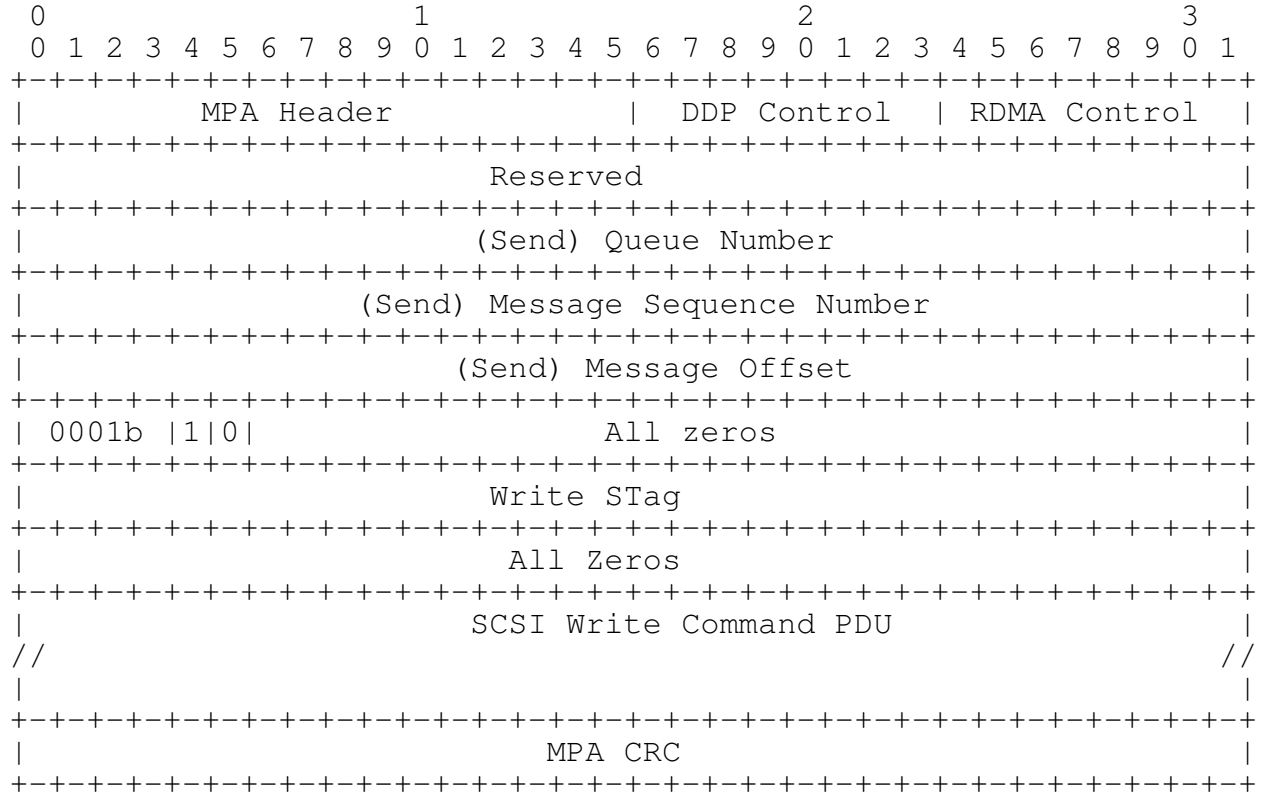 0                   1                   2                   3
 0 1 2 3 4 5 6 7 8 9 0 1 2 3 4 5 6 7 8 9 0 1 2 3 4 5 6 7 8 9 0 1
+-+-+-+-+-+-+-+-+-+-+-+-+-+-+-+-+-+-+-+-+-+-+-+-+-+-+-+-+-+-+-+-+
|         MPA Header            |  DDP Control  | RDMA Control  |
+-+-+-+-+-+-+-+-+-+-+-+-+-+-+-+-+-+-+-+-+-+-+-+-+-+-+-+-+-+-+-+-+
|                        Reserved                               |
+-+-+-+-+-+-+-+-+-+-+-+-+-+-+-+-+-+-+-+-+-+-+-+-+-+-+-+-+-+-+-+-+
|                       (Send) Queue Number                     |
+-+-+-+-+-+-+-+-+-+-+-+-+-+-+-+-+-+-+-+-+-+-+-+-+-+-+-+-+-+-+-+-+
|                 (Send) Message Sequence Number                |
+-+-+-+-+-+-+-+-+-+-+-+-+-+-+-+-+-+-+-+-+-+-+-+-+-+-+-+-+-+-+-+-+
|                      (Send) Message Offset                    |
+-+-+-+-+-+-+-+-+-+-+-+-+-+-+-+-+-+-+-+-+-+-+-+-+-+-+-+-+-+-+-+-+
| 0001b |1|0|                  All zeros                        |
+-+-+-+-+-+-+-+-+-+-+-+-+-+-+-+-+-+-+-+-+-+-+-+-+-+-+-+-+-+-+-+-+
|                        Write STag                             |
+-+-+-+-+-+-+-+-+-+-+-+-+-+-+-+-+-+-+-+-+-+-+-+-+-+-+-+-+-+-+-+-+
|                         All Zeros                             |
+-+-+-+-+-+-+-+-+-+-+-+-+-+-+-+-+-+-+-+-+-+-+-+-+-+-+-+-+-+-+-+-+
|                       SCSI Write Command PDU                  |
//                                                             //
|                                                               |
+-+-+-+-+-+-+-+-+-+-+-+-+-+-+-+-+-+-+-+-+-+-+-+-+-+-+-+-+-+-+-+-+
|                           MPA CRC                             |
+-+-+-+-+-+-+-+-+-+-+-+-+-+-+-+-+-+-+-+-+-+-+-+-+-+-+-+-+-+-+-+-+